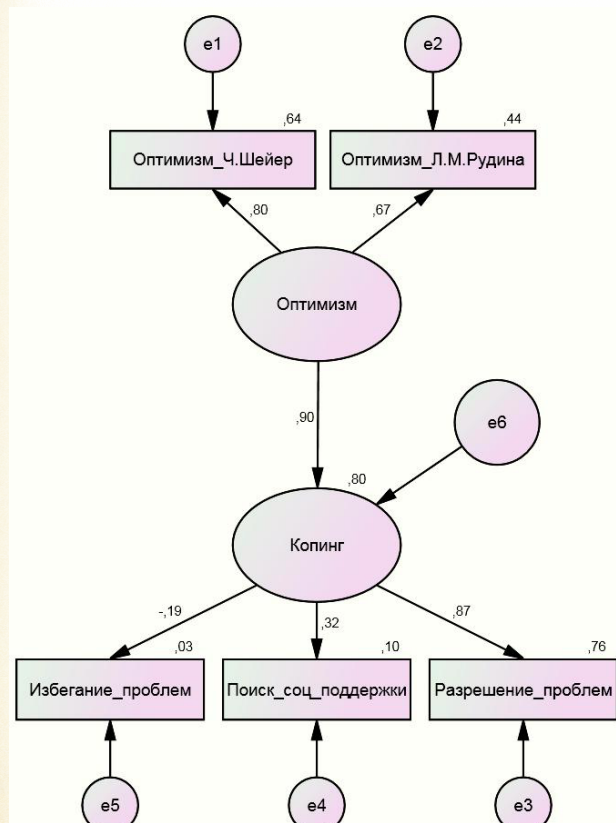 e1
e2
,64
,44
Оптимизм_Ч.Шейер
Оптимизм_Л.М.Рудина
,80
,67
Оптимизм
,90
e6
,80
Копинг
-,19
,32
,87
,03
,10
,76
Избегание_проблем
Поиск_соц_поддержки
Разрешение_проблем
e5
e4
e3